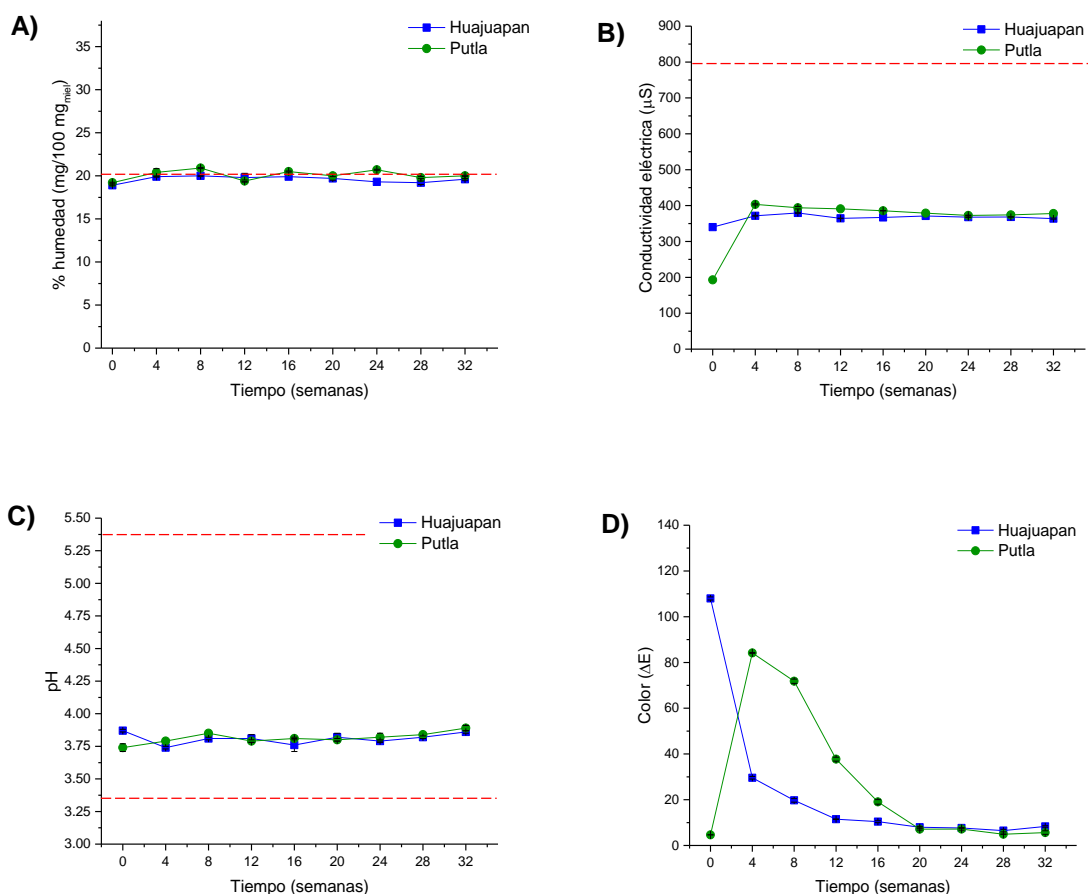 A)
Huajuapan
Putla
% humedad (mg/100 mg miel)
35
30
25
20
15
10
5
0
0 4 8 12 16 20 24 28 32
Tiempo (semanas)
B)
Huajuapan
Putla
Conductividad eléctrica (µS)
900
800
700
600
500
400
300
200
100
0
0 4 8 12 16 20 24 28 32
Tiempo (semanas)
C)
Huajuapan
Putla
pH
5.50
5.25
5.00
4.75
4.50
4.25
4.00
3.75
3.50
3.25
3.00
0 4 8 12 16 20 24 28 32
Tiempo (semanas)
D)
Huajuapan
Putla
Color (ΔE)
140
120
100
80
60
40
20
0
0 4 8 12 16 20 24 28 32
Tiempo (semanas)